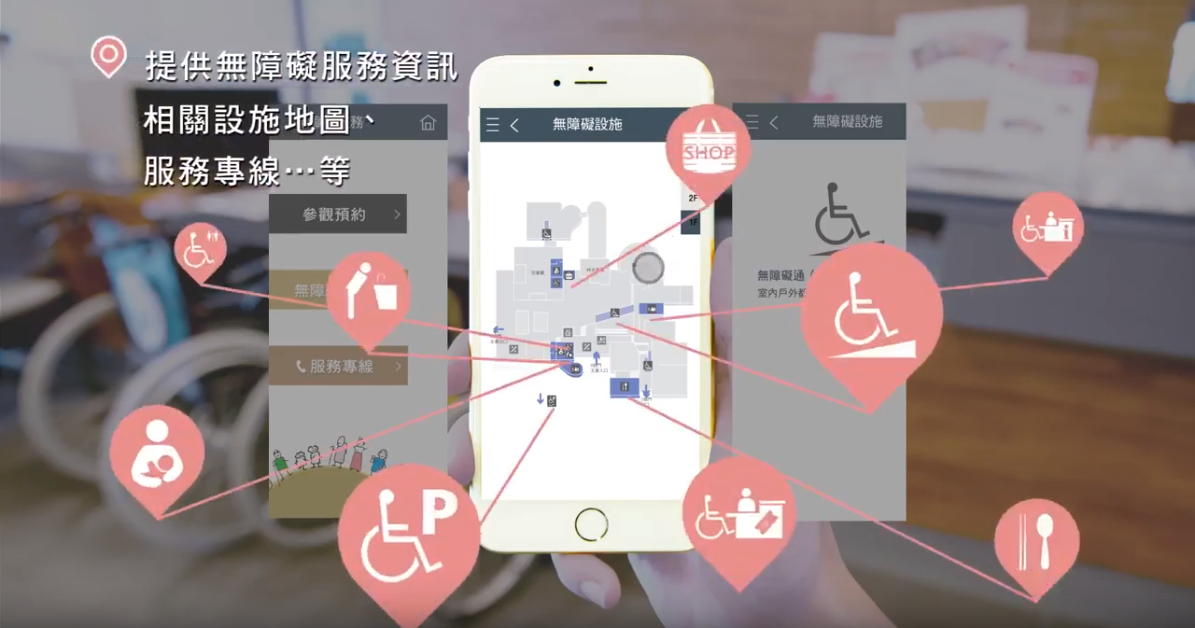 提供無障礙服務資訊
相關設施地圖、
服務專線…等
務
參觀預約
無障
服務專線
無障礙設施
2F
1F
SHOP
P
無障礙設施
無障礙通
室內戶外都